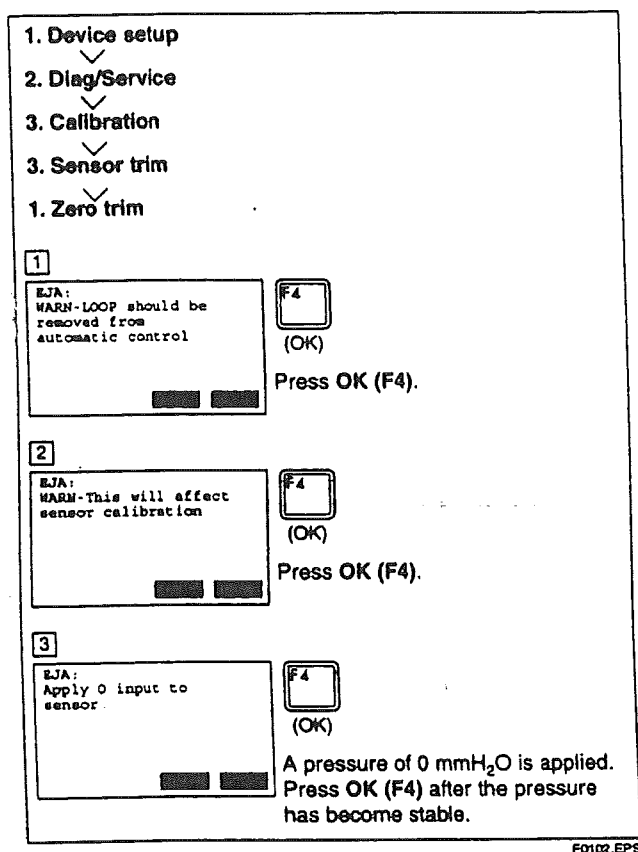 1. Device setup
2. Diag/Service
3. Calibration
3. Sensor trim
1. Zero trim
1
EJA:
WARN-LOOP should be
removed from
automatic control
F4
(OK)
Press OK (F4).
2
EJA:
WARN-This will affect
sensor calibration
F4
(OK)
Press OK (F4).
3
EJA:
Apply 0 input to
sensor
F4
(OK)
A pressure of 0 mmH₂O is applied.
Press OK (F4) after the pressure
has become stable.
F0102.EPS